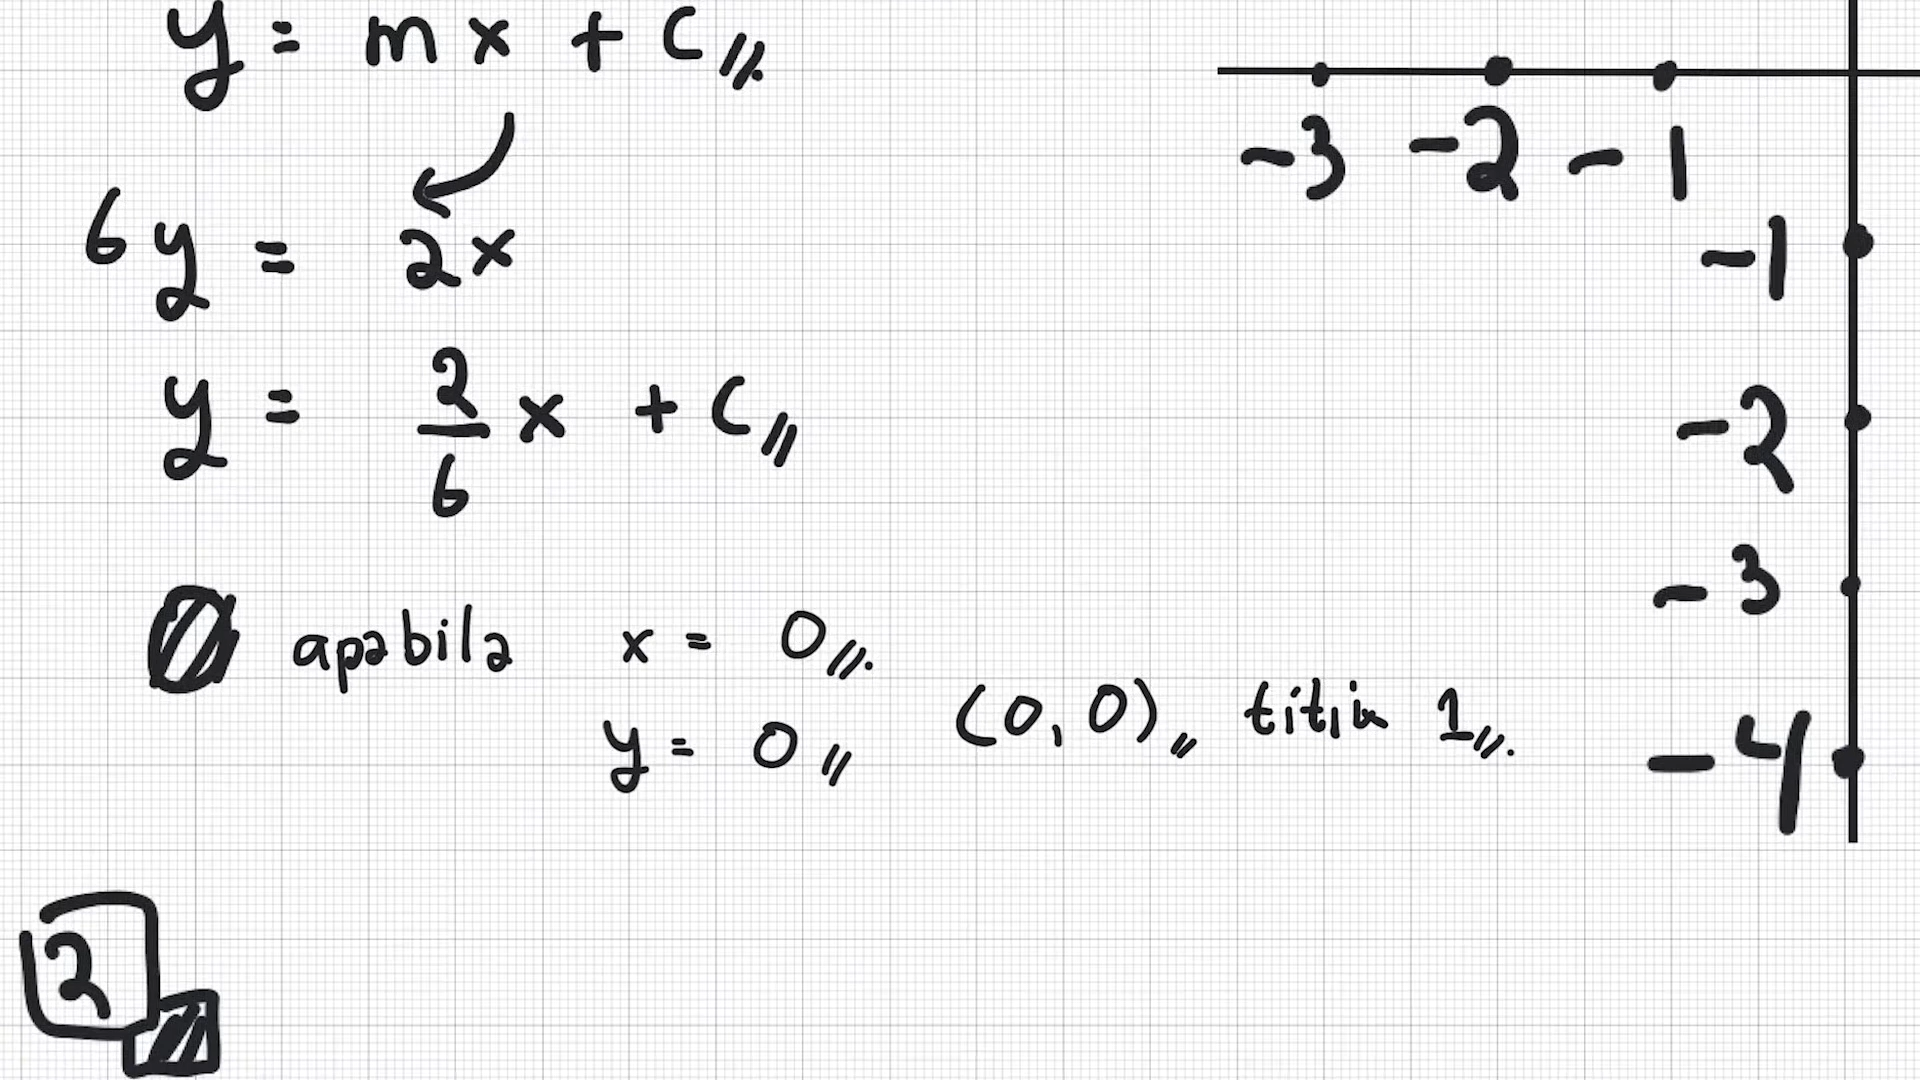 y = mx + c
-3 -2 -1
6y = 2x
-1
y = 2/6 x + c
-2
-3
apabila x = 0
y = 0 (0,0) titik 1
-4
2